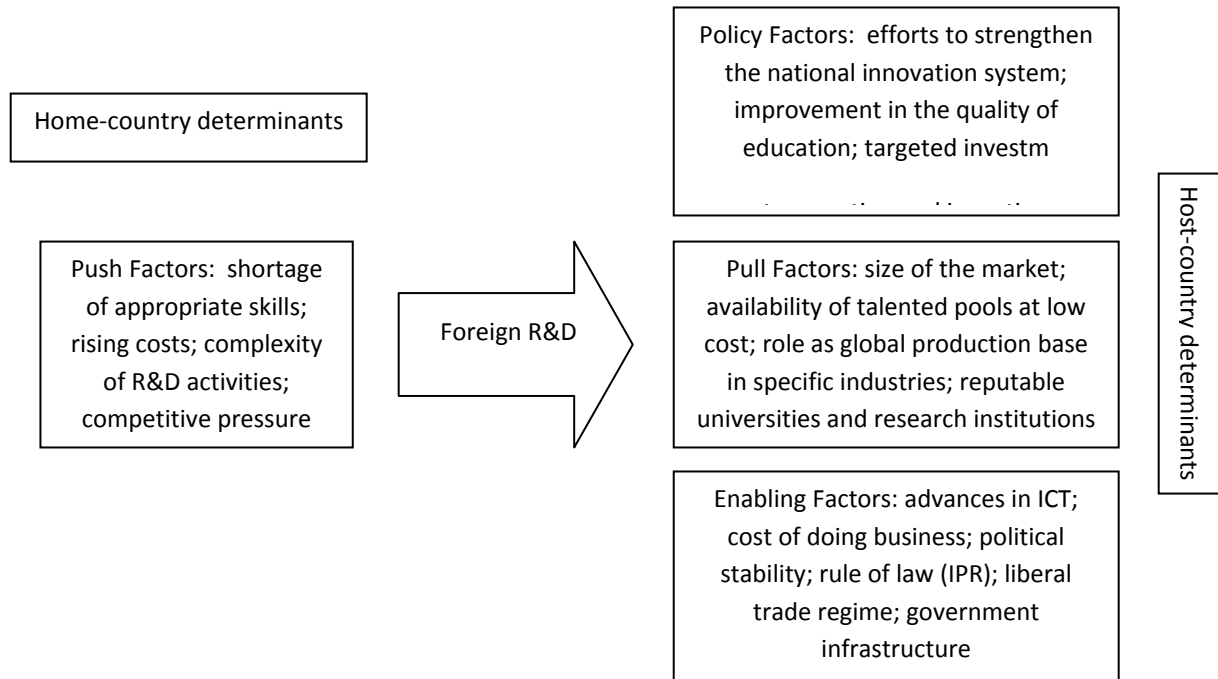 Home-country determinants
Push Factors:  shortage
of appropriate skills;
rising costs; complexity
of R&D activities;
competitive pressure
Foreign R&D
Policy Factors:  efforts to strengthen
the national innovation system;
improvement in the quality of
education; targeted investm
Pull Factors: size of the market;
availability of talented pools at low
cost; role as global production base
in specific industries; reputable
universities and research institutions
Enabling Factors: advances in ICT;
cost of doing business; political
stability; rule of law (IPR); liberal
trade regime; government
infrastructure
Host-country determinants